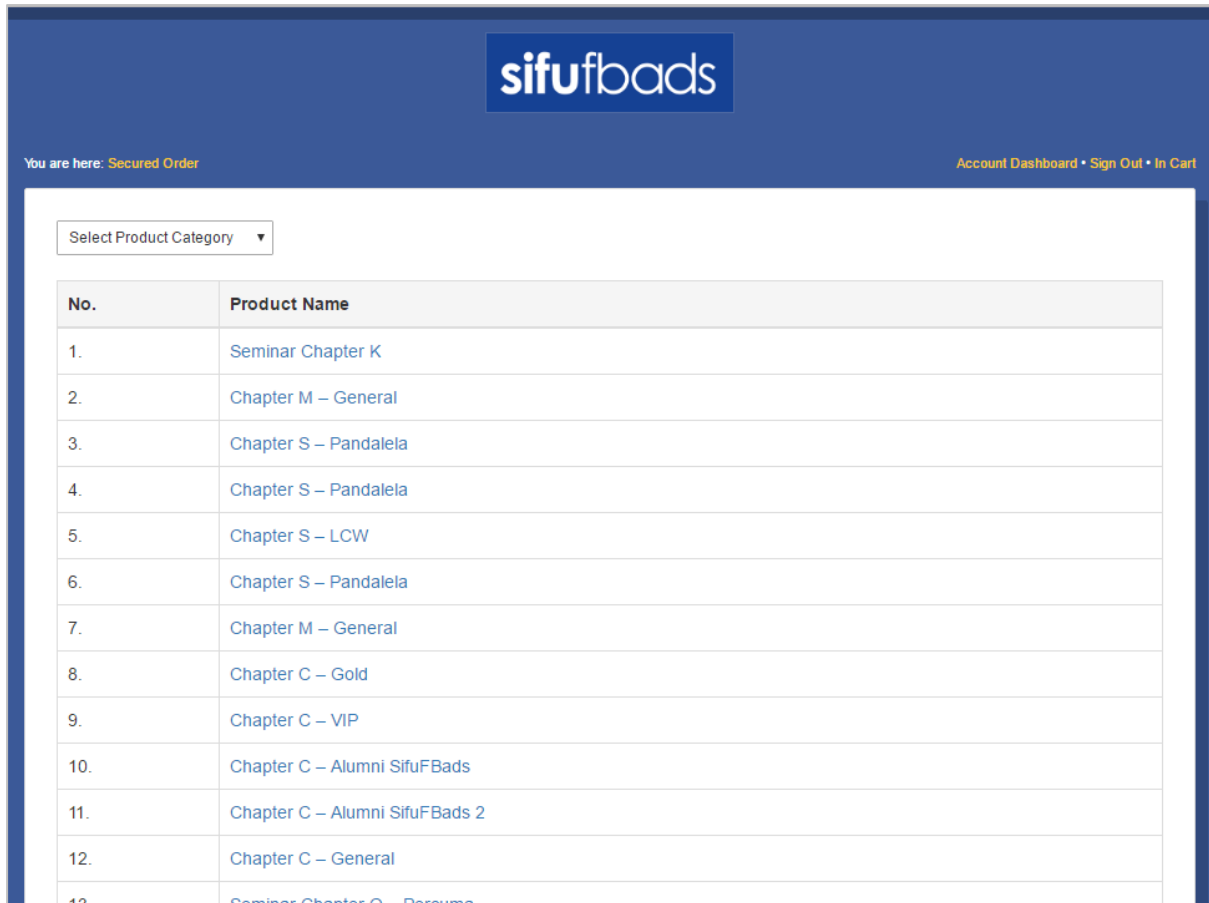 sifufbads
You are here: Secured Order
Account Dashboard • Sign Out • In Cart
Select Product Category ▼
No. Product Name
1. Seminar Chapter K
2. Chapter M – General
3. Chapter S – Pandalela
4. Chapter S – Pandalela
5. Chapter S – LCW
6. Chapter S – Pandalela
7. Chapter M – General
8. Chapter C – Gold
9. Chapter C – VIP
10. Chapter C – Alumni SifuFBads
11. Chapter C – Alumni SifuFBads 2
12. Chapter C – General